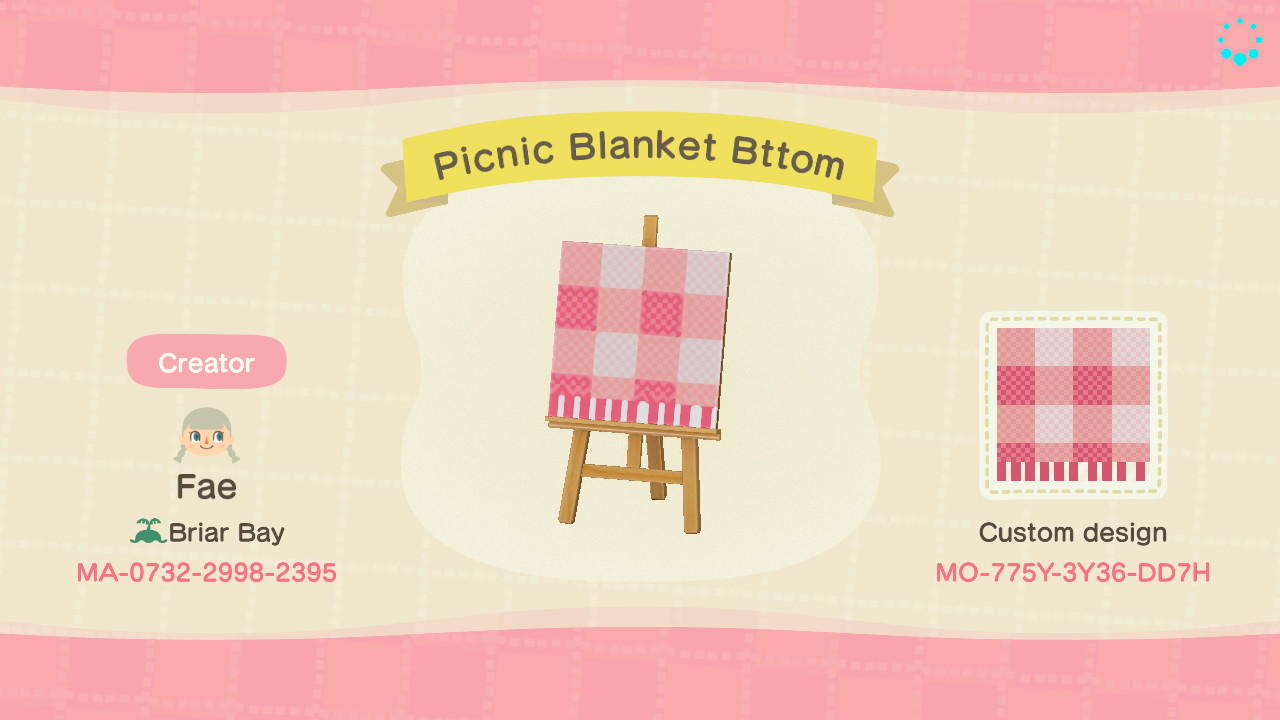 Picnic Blanket Bttom
Creator
Fae
Briar Bay
MA-0732-2998-2395
Custom design
MO-775Y-3Y36-DD7H